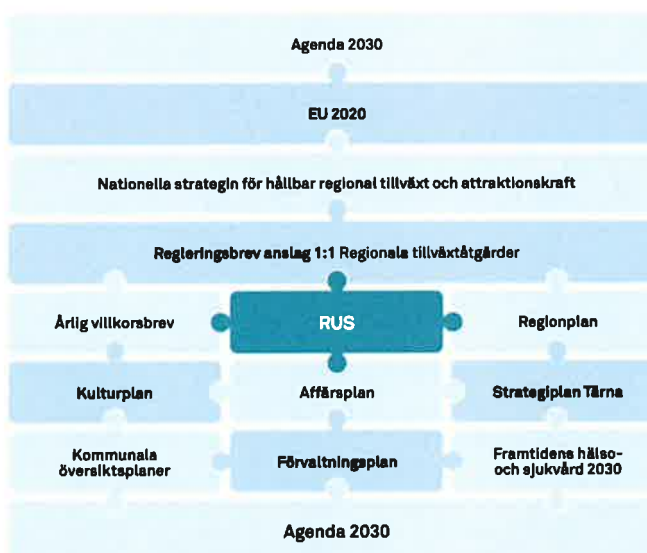 Agenda 2030
EU 2020
Nationella strategin för hållbar regional tillväxt och attraktionskraft
Regleringsbrev anslag 1:1 Regionala tillväxtåtgärder
Årlig villkorsbrev
RUS
Regionplan
Kulturplan
Affärsplan
Strategiplan Tärna
Kommunala
översiktsplaner
Förvaltningsplan
Framtidens hälso-
och sjukvård 2030
Agenda 2030